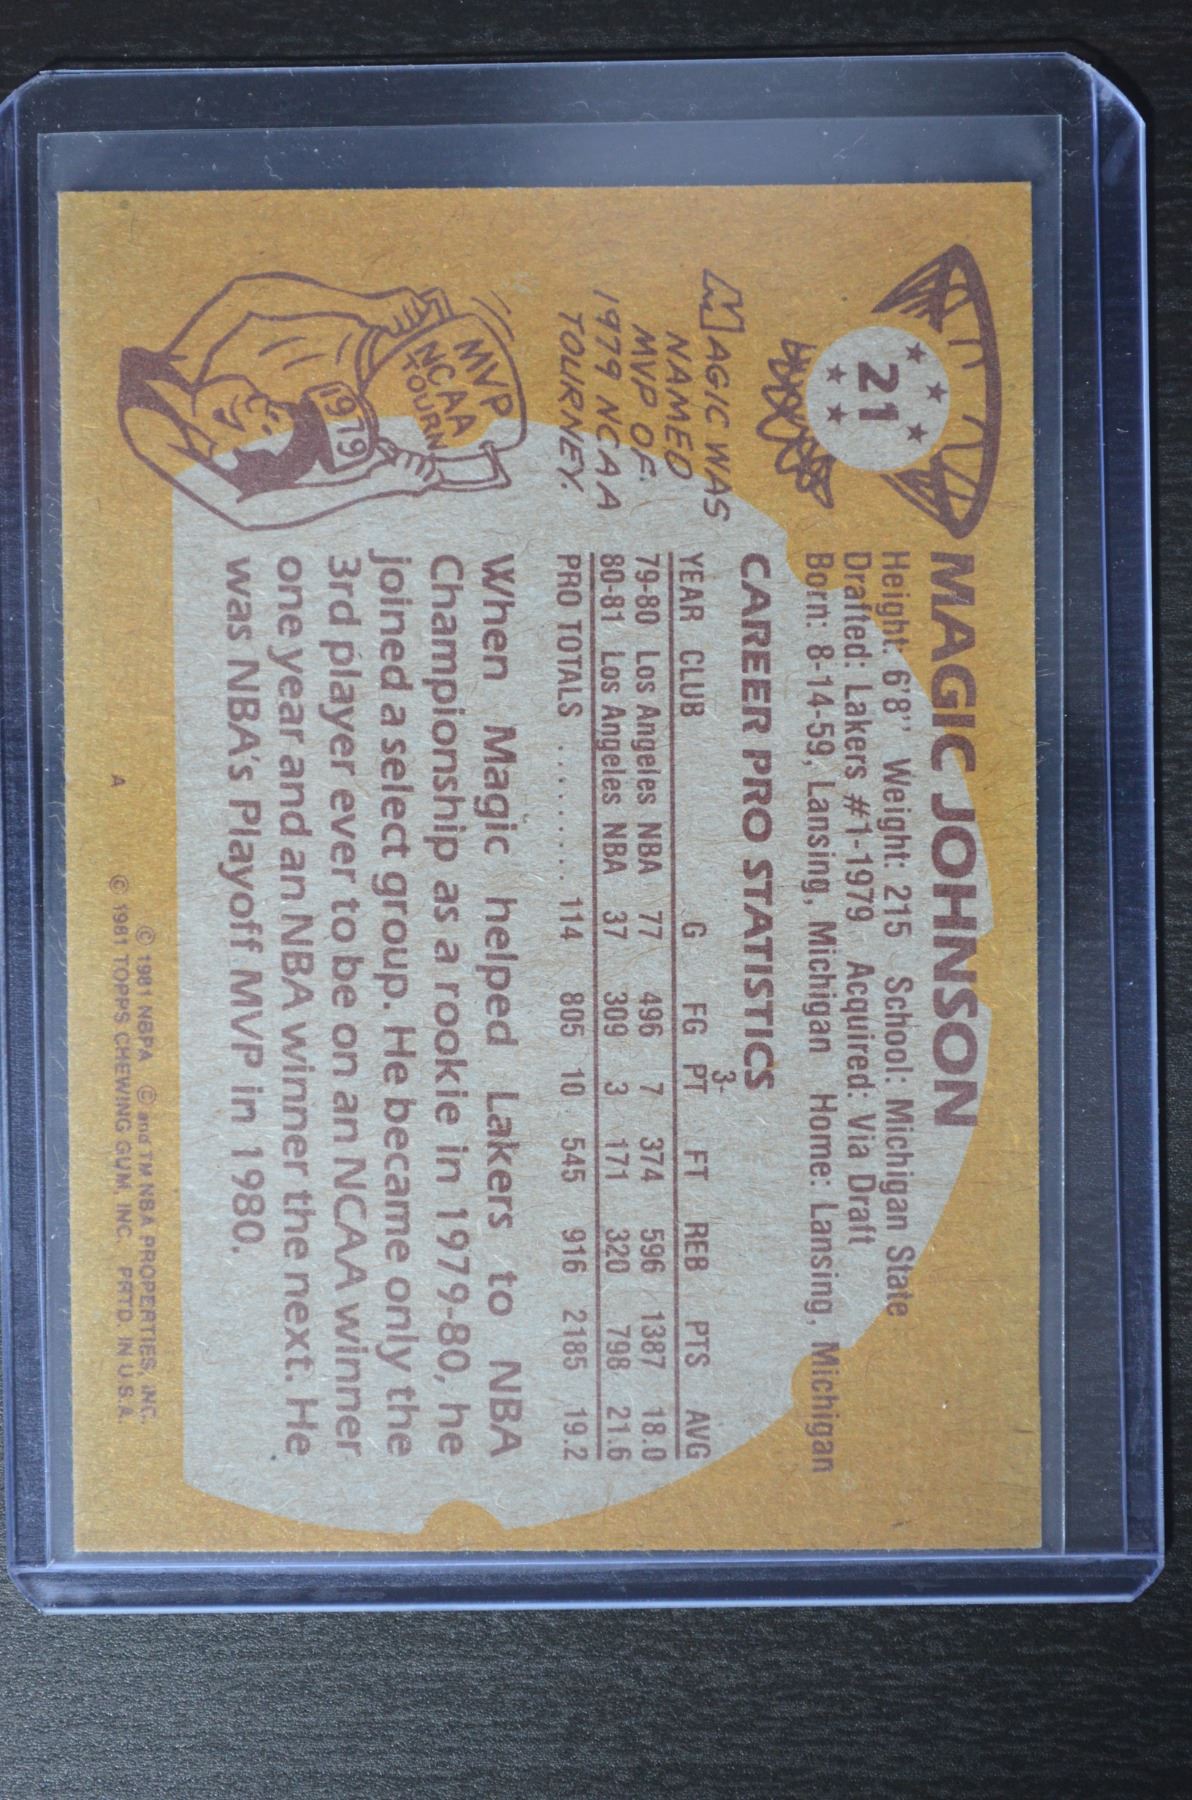 21
MAGIC JOHNSON
Height: 6'8" Weight: 215 School: Michigan State
Drafted: Lakers #1-1979 Acquired: Via Draft
Born: 8-14-59, Lansing, Michigan Home: Lansing, Michigan
CAREER PRO STATISTICS
YEAR CLUB G FG 3-PT FT REB PTS AVG
79-80 Los Angeles NBA 77 496 7 374 596 1387 18.0
80-81 Los Angeles NBA 37 309 3 171 320 798 21.6
PRO TOTALS ......... 114 805 10 545 916 2185 19.2
MAGIC WAS
NAMED
MVP OF
1979 NCAA
TOURNEY.
MVP
NCAA
TOURN
1979
When Magic helped Lakers to NBA
Championship as a rookie in 1979-80, he
joined a select group. He became only the
3rd player ever to be on an NCAA winner
one year and an NBA winner the next. He
was NBA's Playoff MVP in 1980.
© 1981 NBPA © and TM NBA PROPERTIES, INC.
A © 1981 TOPPS CHEWING GUM, INC. PRTD. IN U.S.A.